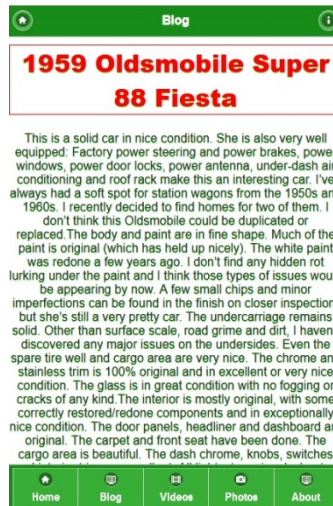 Blog
1959 Oldsmobile Super
88 Fiesta
This is a solid car in nice condition. She is also very well
equipped: Factory power steering and power brakes, powe
windows, power door locks, power antenna, under-dash ai
conditioning and roof rack make this an interesting car. I've
always had a soft spot for station wagons from the 1950s an
1960s. I recently decided to find homes for two of them. I
don't think this Oldsmobile could be duplicated or
replaced.The body and paint are in fine shape. Much of the
paint is original (which has held up nicely). The white paint
was redone a few years ago. I don't find any hidden rot
lurking under the paint and I think those types of issues wou
be appearing by now. A few small chips and minor
imperfections can be found in the finish on closer inspection
but she's still a very pretty car. The undercarriage remains
solid. Other than surface scale, road grime and dirt, I haven
discovered any major issues on the undersides. Even the
spare tire well and cargo area are very nice. The chrome an
stainless trim is 100% original and in excellent or very nice
condition. The glass is in great condition with no fogging o
cracks of any kind.The interior is mostly original, with some
correctly restored/redone components and in exceptionally
nice condition. The door panels, headliner and dashboard a
original. The carpet and front seat have been done. The
cargo area is beautiful. The dash chrome, knobs, switches
Home Blog Videos Photos About